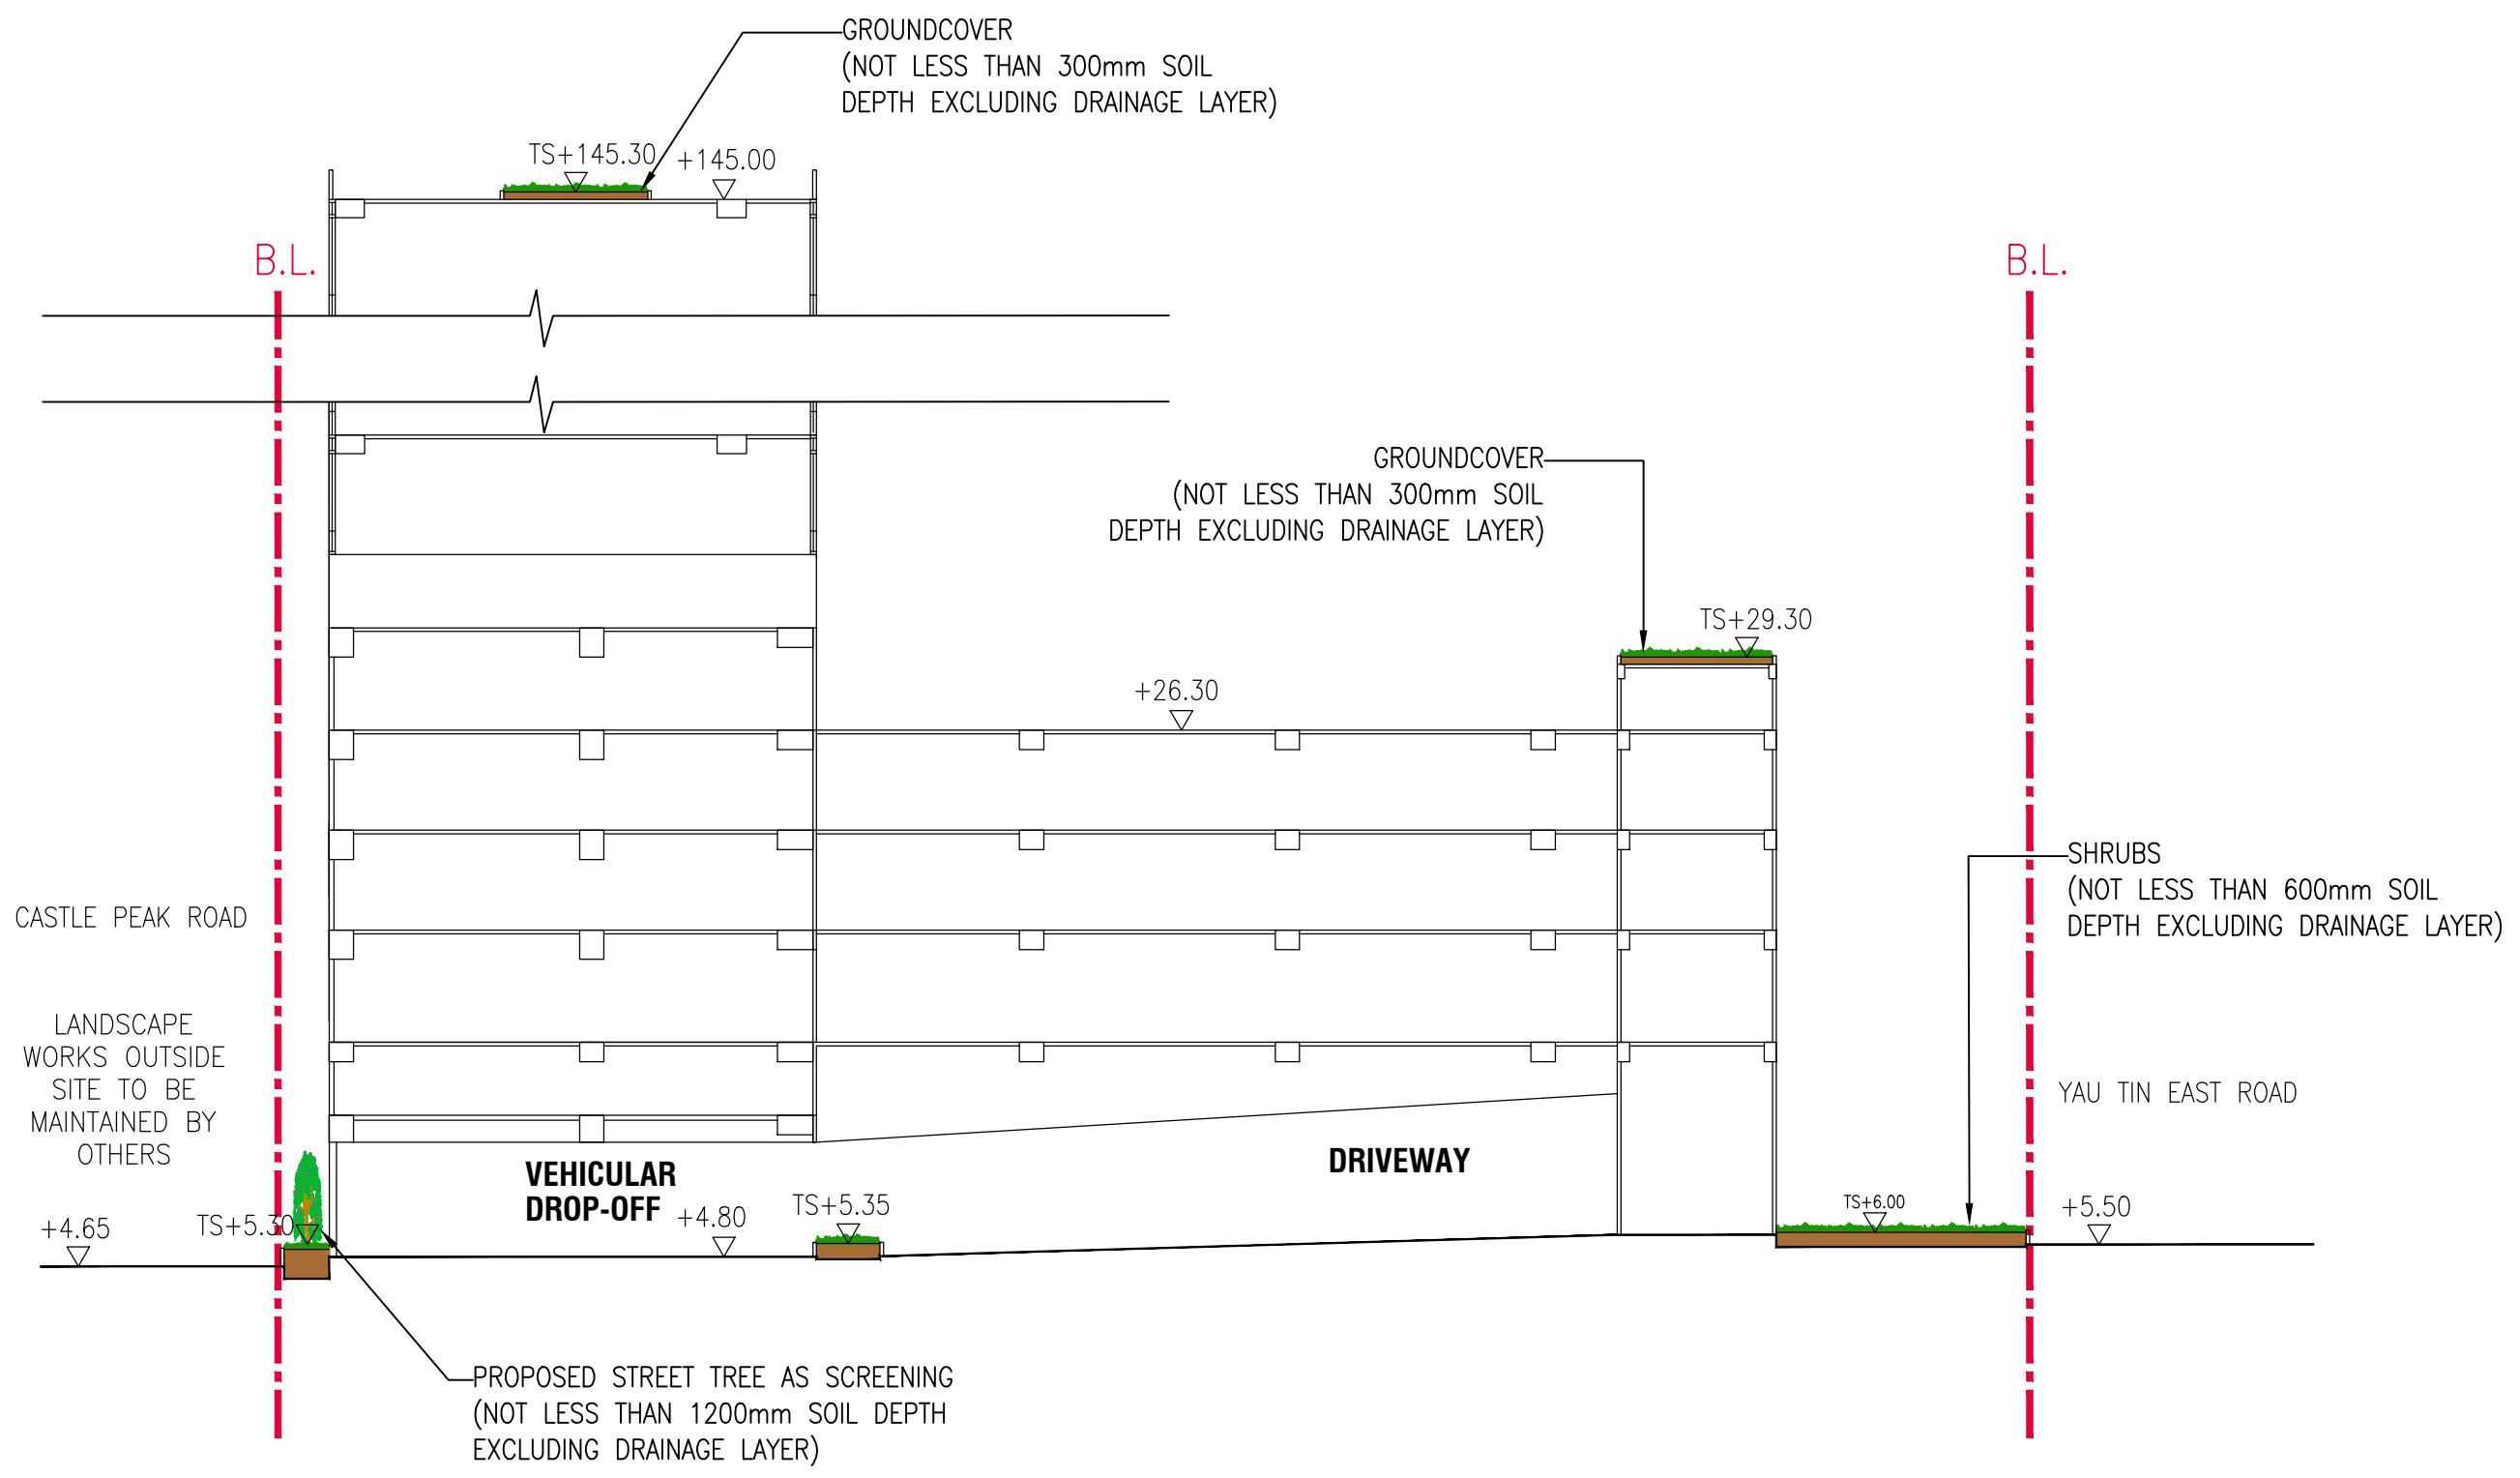 GROUNDCOVER
(NOT LESS THAN 300mm SOIL
DEPTH EXCLUDING DRAINAGE LAYER)
TS+145.30
+145.00
B.L.
B.L.
GROUNDCOVER
(NOT LESS THAN 300mm SOIL
DEPTH EXCLUDING DRAINAGE LAYER)
TS+29.30
+26.30
SHRUBS
(NOT LESS THAN 600mm SOIL
DEPTH EXCLUDING DRAINAGE LAYER)
CASTLE PEAK ROAD
LANDSCAPE
WORKS OUTSIDE
SITE TO BE
MAINTAINED BY
OTHERS
YAU TIN EAST ROAD
VEHICULAR
DROP-OFF
DRIVEWAY
+4.65
TS+5.30
+4.80
TS+5.35
TS+6.00
+5.50
PROPOSED STREET TREE AS SCREENING
(NOT LESS THAN 1200mm SOIL DEPTH
EXCLUDING DRAINAGE LAYER)